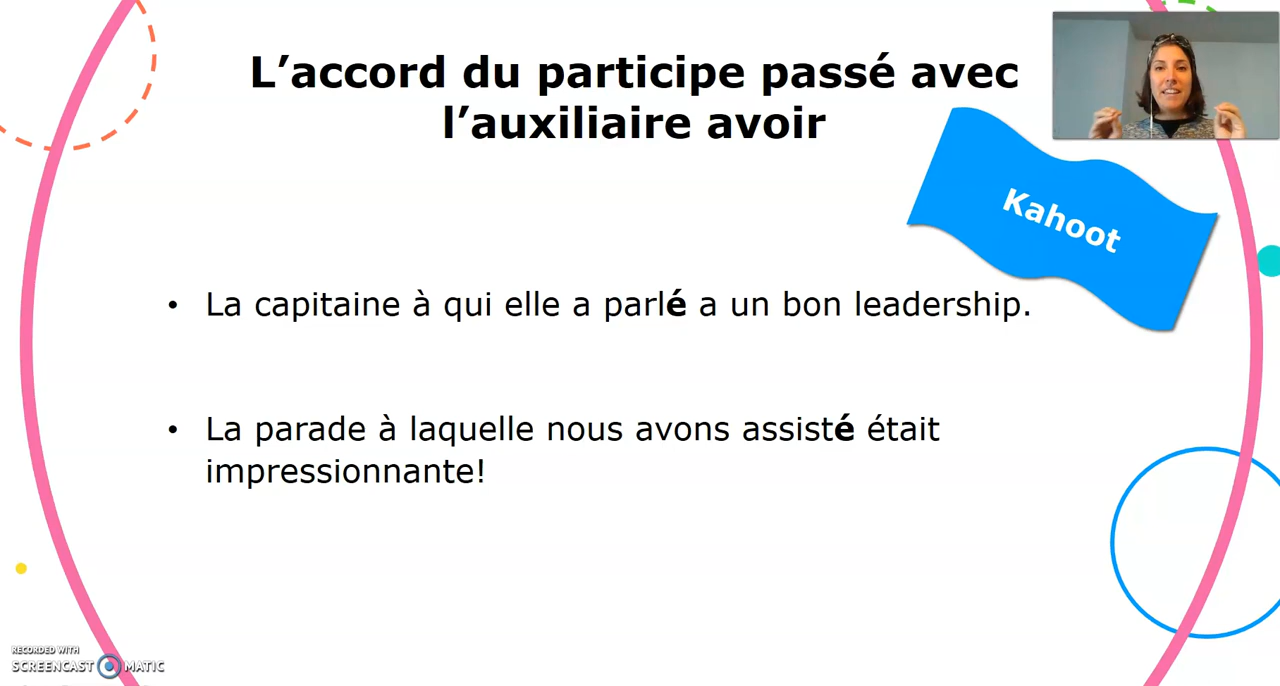 L’accord du participe passé avec
l’auxiliaire avoir
Kahoot
• La capitaine à qui elle a parlé a un bon leadership.
• La parade à laquelle nous avons assisté était
impressionnante!
RECORDED WITH
SCREENCAST MATIC